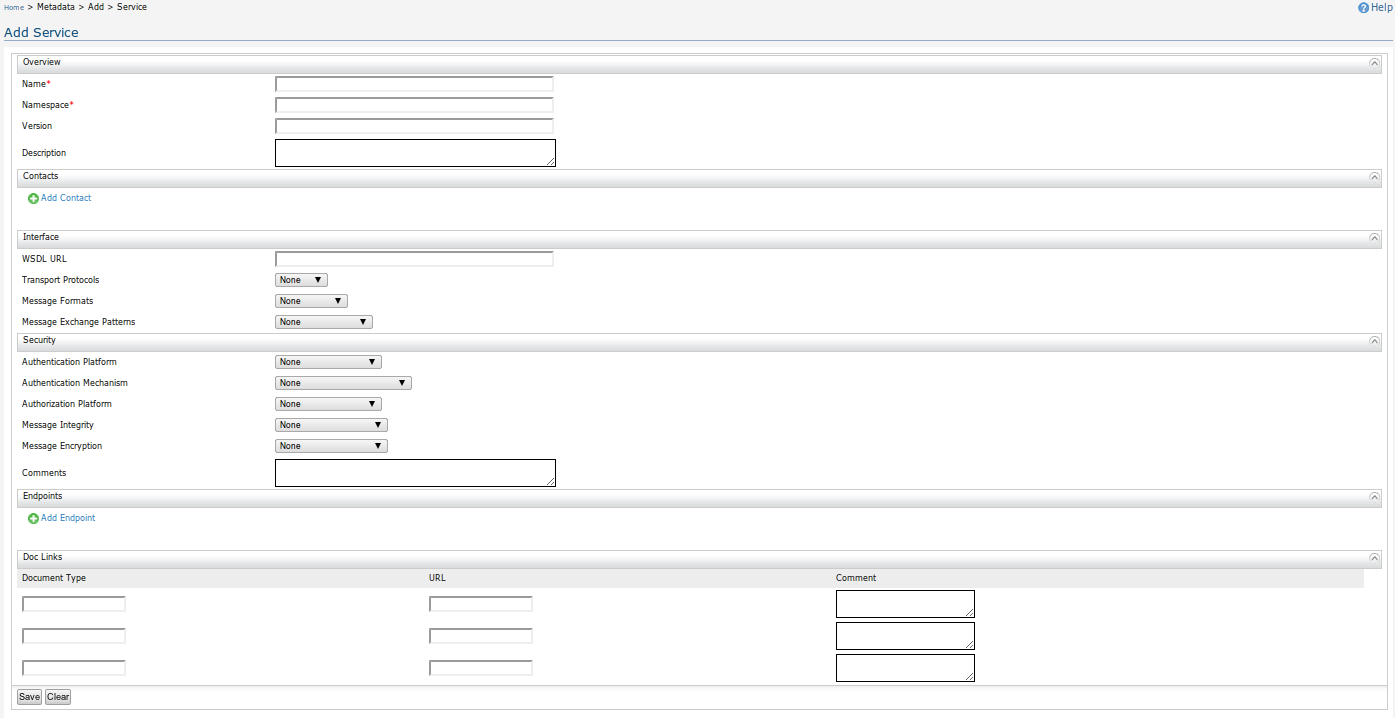 Home > Metadata > Add > Service
Help
Add Service
Overview
Name*
Namespace*
Version
Description
Contacts
Add Contact
Interface
WSDL URL
Transport Protocols None
Message Formats None
Message Exchange Patterns None
Security
Authentication Platform None
Authentication Mechanism None
Authorization Platform None
Message Integrity None
Message Encryption None
Comments
Endpoints
Add Endpoint
Doc Links
Document Type URL Comment
Save Clear